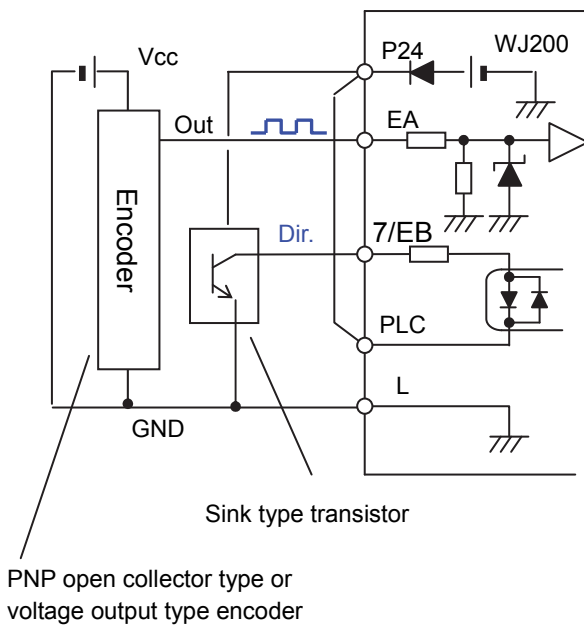 Vcc
P24
WJ200
Out
EA
Encoder
Dir.
7/EB
PLC
L
GND
Sink type transistor
PNP open collector type or
voltage output type encoder